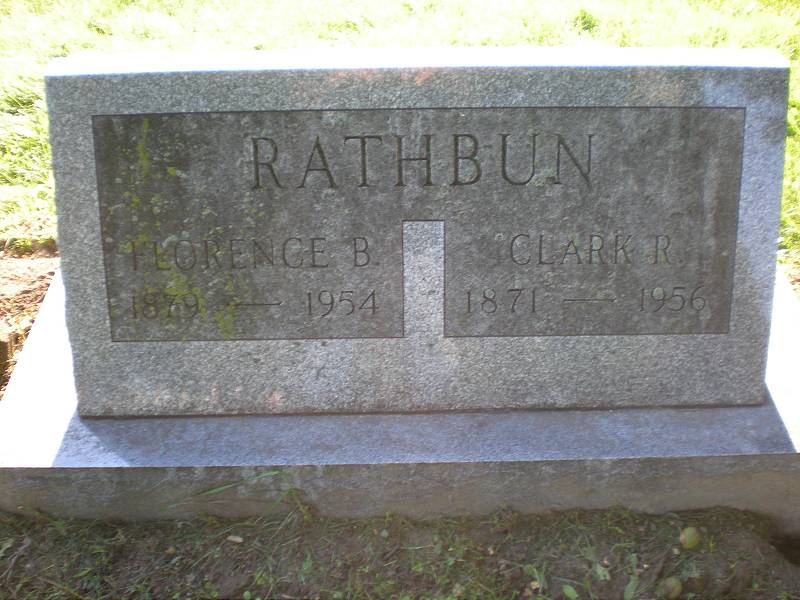 RATHBUN
FLORENCE B.
1879 — 1954
CLARK R.
1871 — 1956